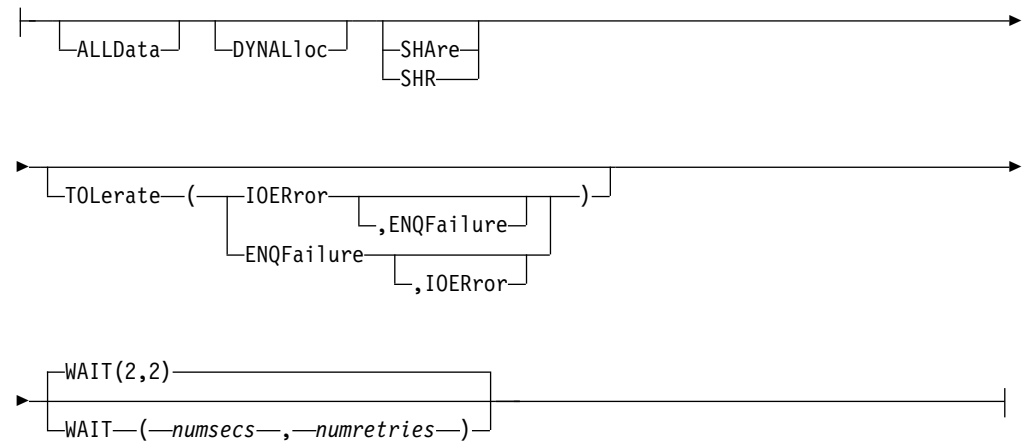 ALLData DYNALloc SHAre
SHR
TOLerate ( IOERror )
,ENQFailure
ENQFailure
,IOERror
WAIT(2,2)
WAIT ( numsecs , numretries )